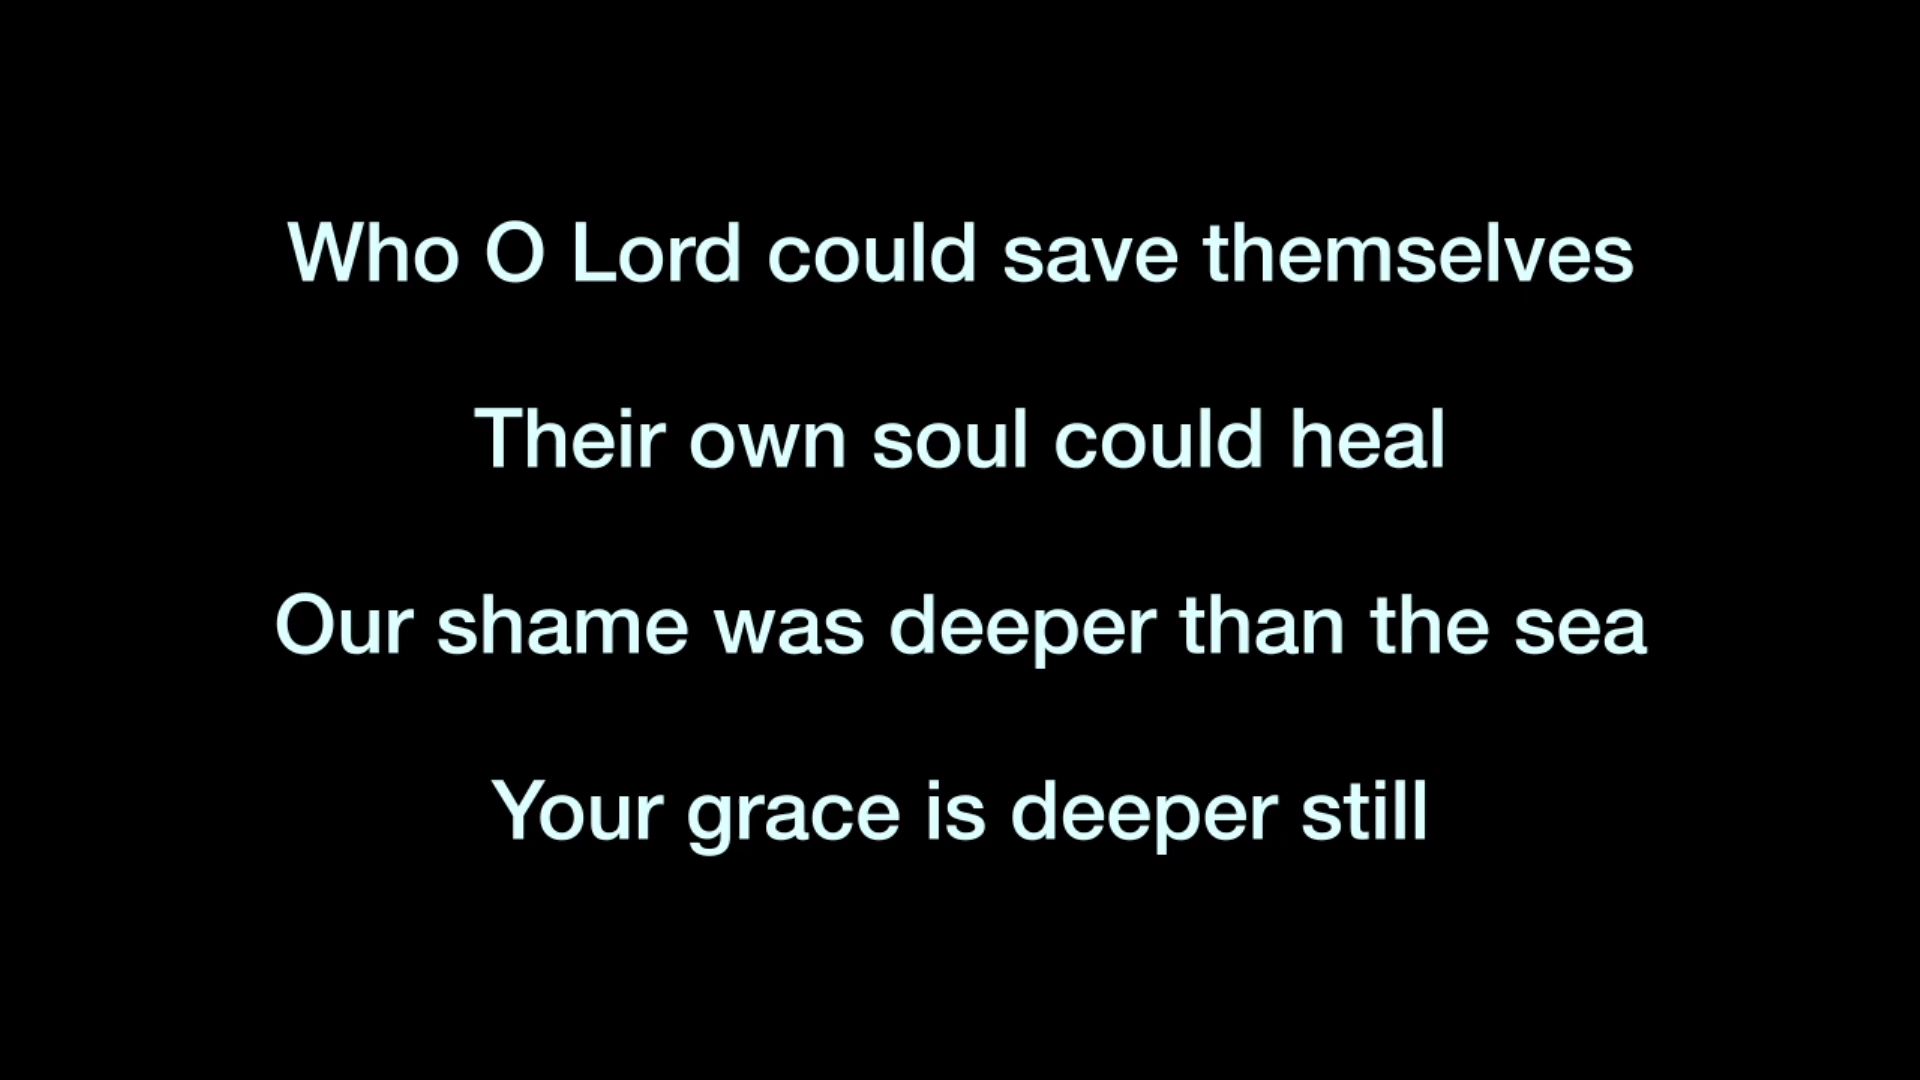 Who O Lord could save themselves
Their own soul could heal
Our shame was deeper than the sea
Your grace is deeper still